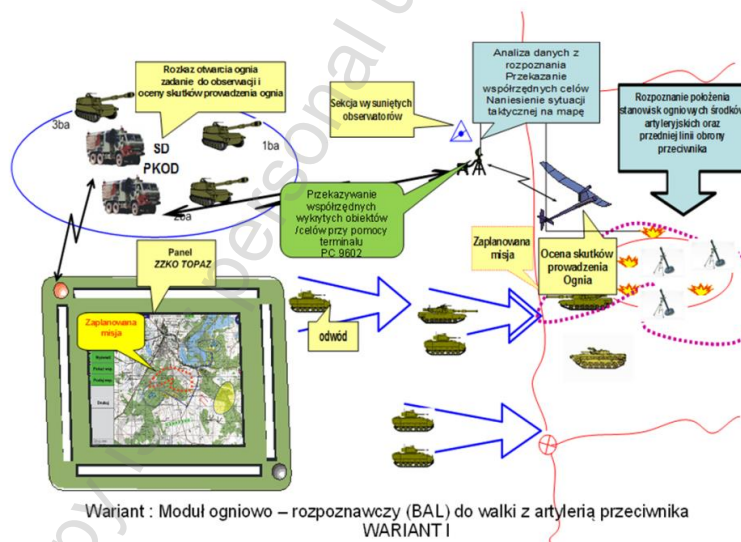 Rozkaz otwarcia ognia
zadanie do obserwacji i
oceny skutków prowadzenia ognia
3ba
1ba
SD
PKOD
2ba
Sekcja wysuniętych
obserwatorów
Analiza danych z
rozpoznania
Przekazanie
współrzędnych celów
Naniesienie sytuacji
taktycznej na mapę
Rozpoznanie położenia
stanowisk ogniowych środków
artyleryjskich oraz
przedniej linii obrony
przeciwnika
Przekazywanie
współrzędnych
wykrytych obiektów
/celów przy pomocy
terminalu
PC 9602
Zaplanowana
misja
Ocena skutków
prowadzenia
Ognia
Panel
ZZKO TOPAZ
Zaplanowana
misja
odwód
Wariant : Moduł ogniowo – rozpoznawczy (BAL) do walki z artylerią przeciwnika
WARIANT I